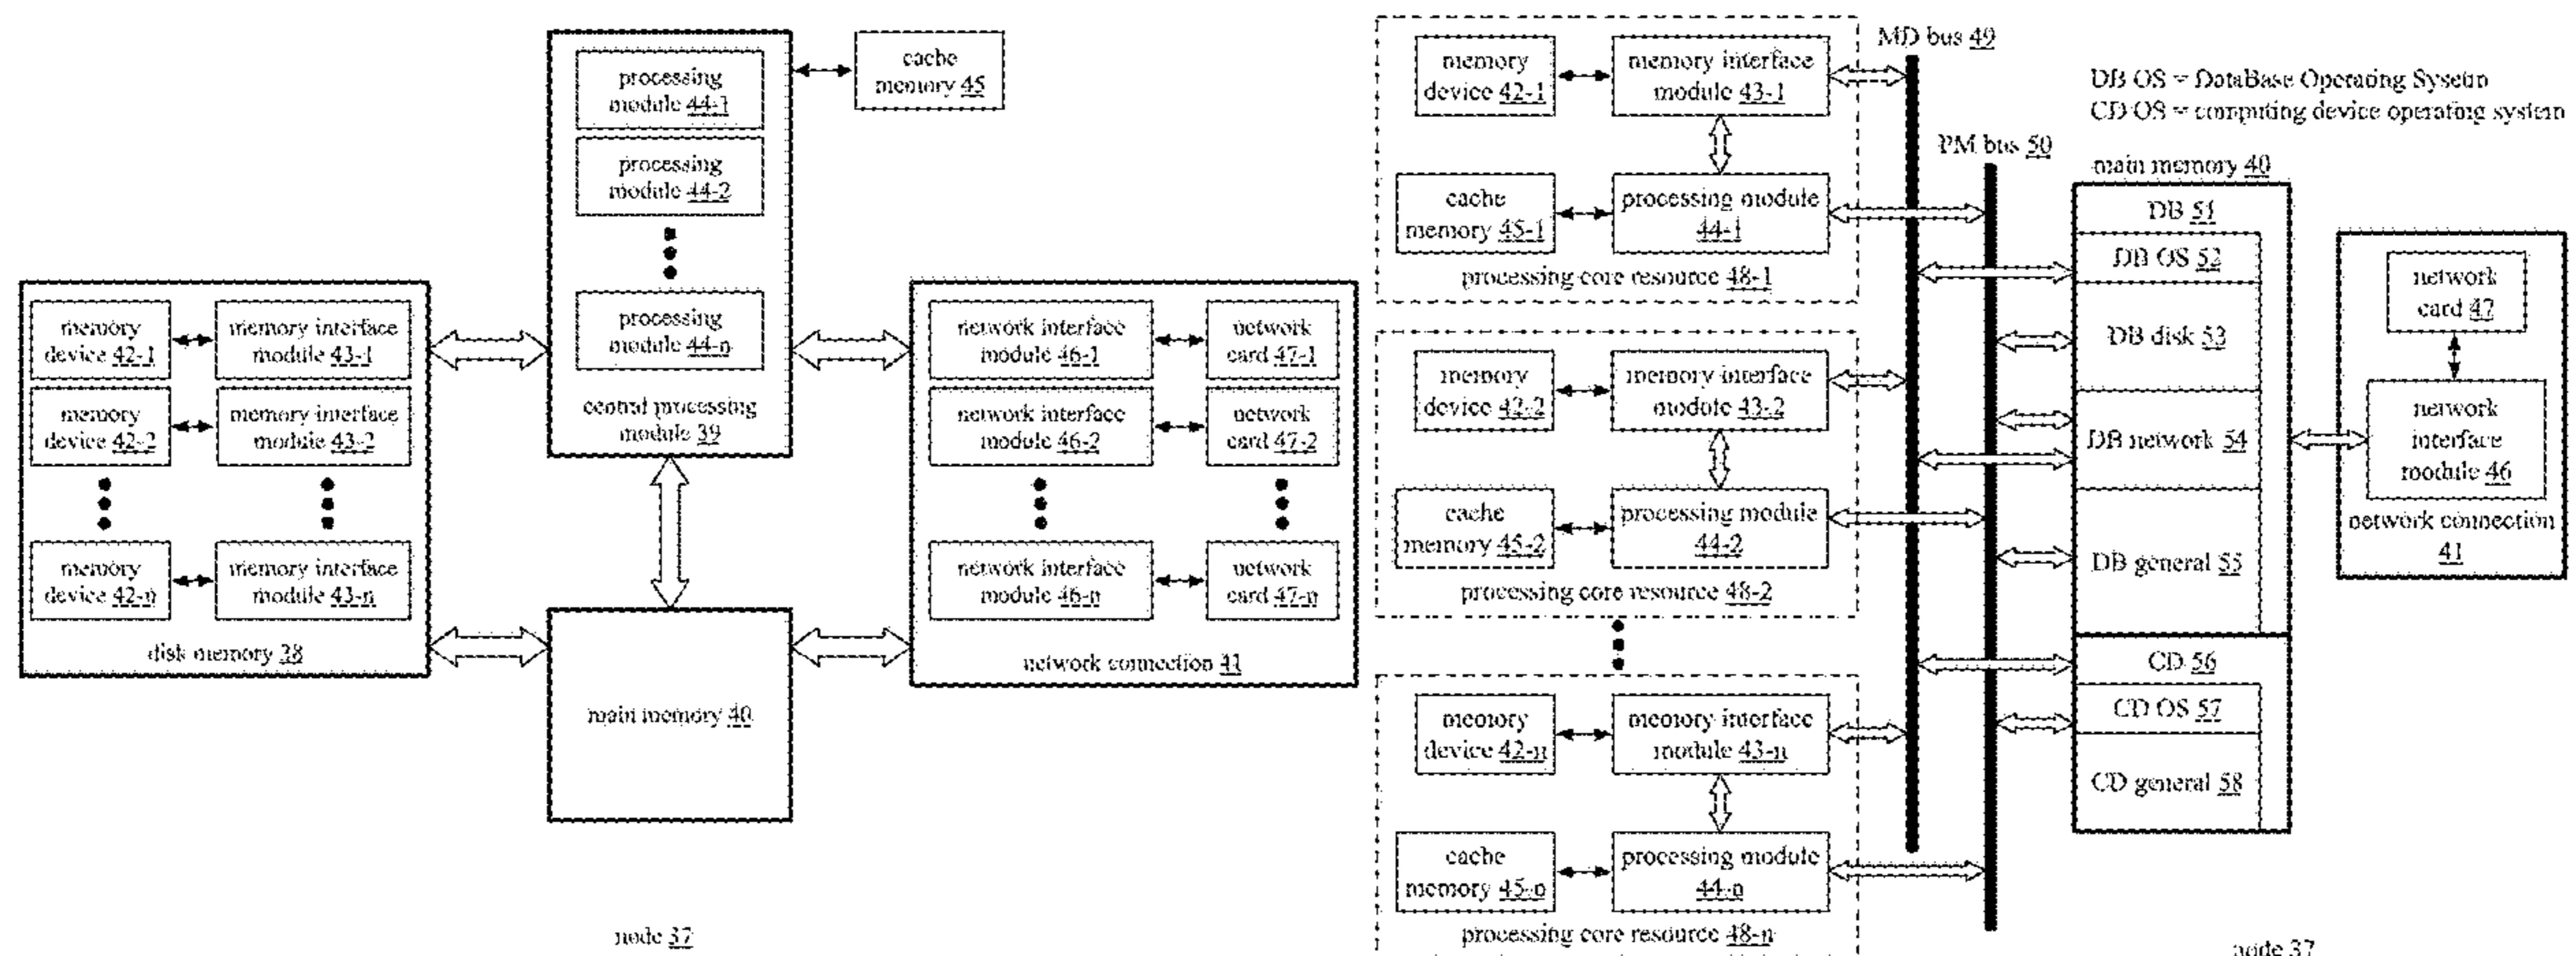 processing
module 44-1
processing
module 44-2
processing
module 44-n
central processing
module 39
cache
memory 45
memory
device 42-1
memory interface
module 43-1
memory
device 42-2
memory interface
module 43-2
memory
device 42-n
memory interface
module 43-n
disk memory 38
network interface
module 46-1
network
card 47-1
network interface
module 46-2
network
card 47-2
network interface
module 46-n
network
card 47-n
network connection 41
main memory 40
node 37
memory
device 42-1
memory interface
module 43-1
cache
memory 45-1
processing module
44-1
processing core resource 48-1
memory
device 42-2
memory interface
module 43-2
cache
memory 45-2
processing module
44-2
processing core resource 48-2
memory
device 42-n
memory interface
module 43-n
cache
memory 45-n
processing module
44-n
processing core resource 48-n
MD bus 49
PM bus 50
DB OS = DataBase Operating Sysetm
CD OS = computing device operating system
main memory 40
DB 51
DB OS 52
DB disk 53
DB network 54
DB general 55
CD 56
CD OS 57
CD general 58
network
card 47
network
interface
module 46
network connection
41
node 37